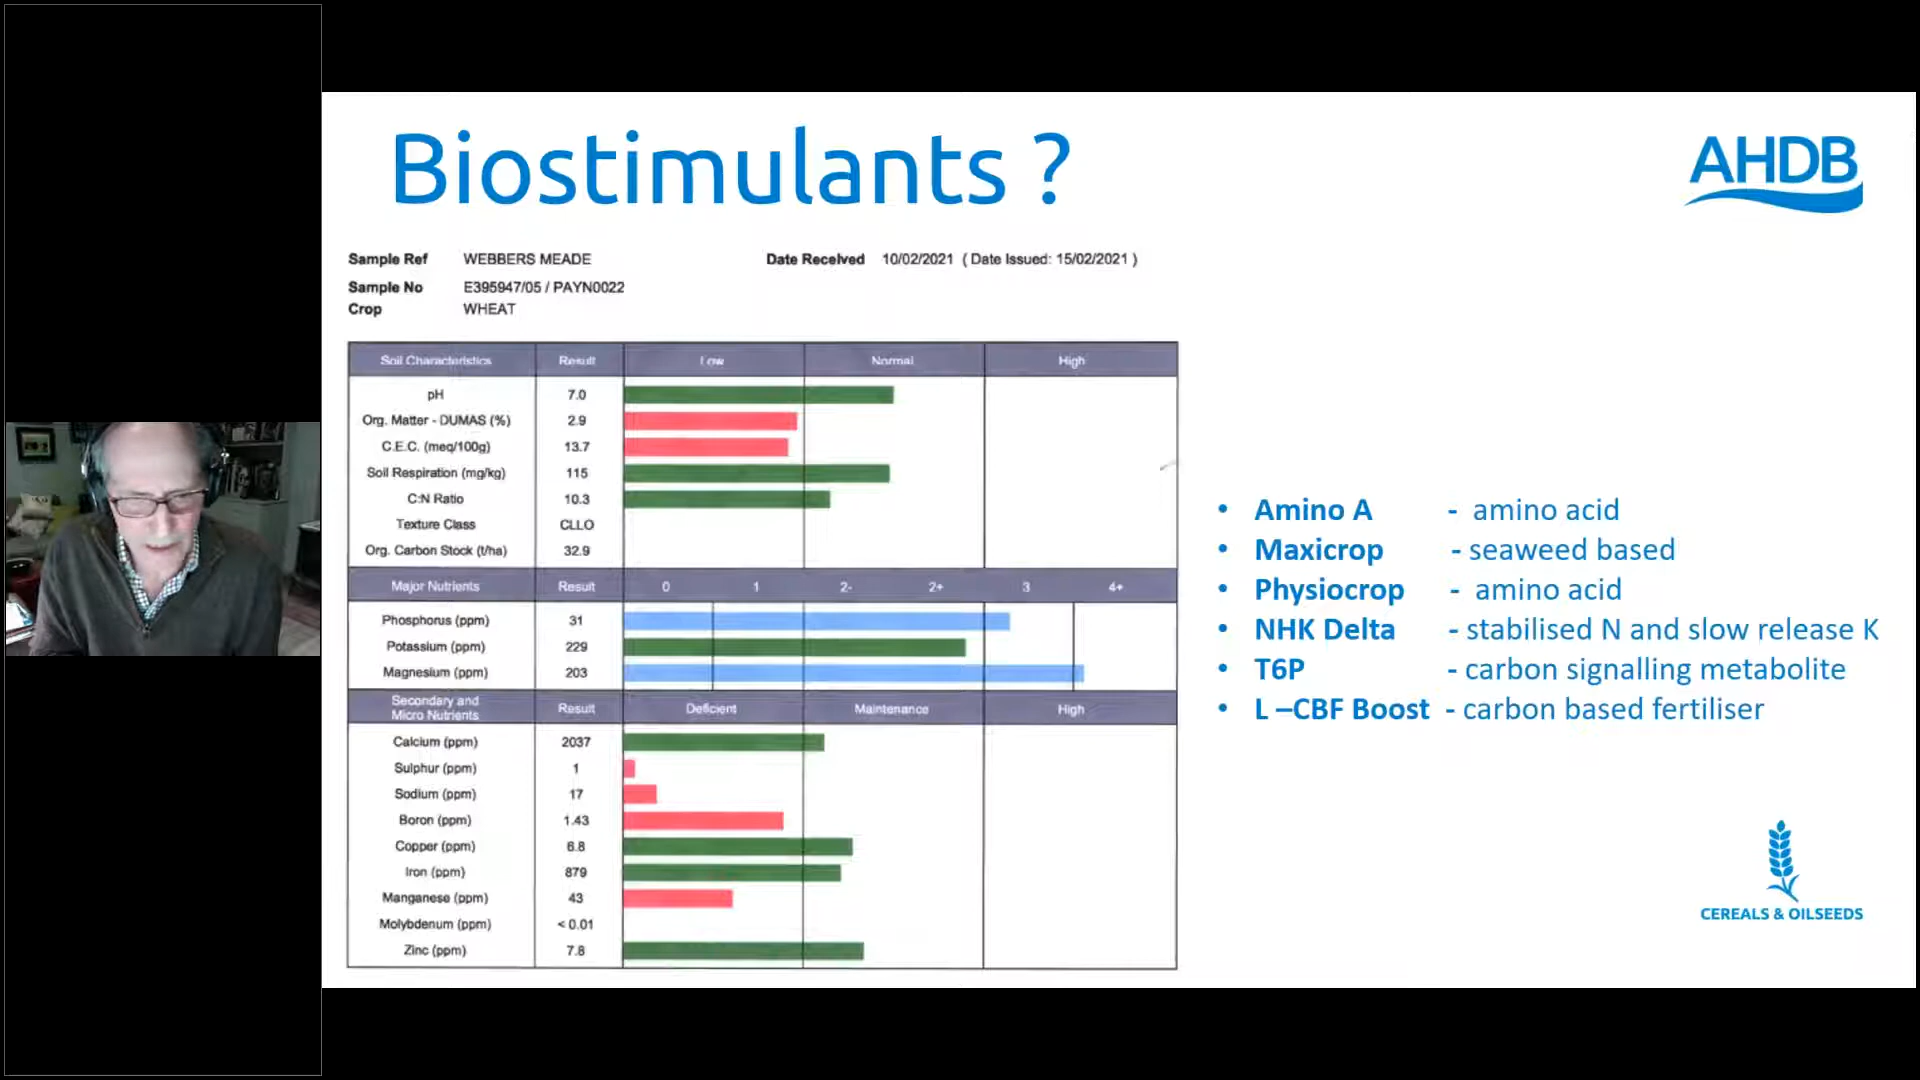 Biostimulants ?
AHDB
Sample Ref WEBBERS MEADE Date Received 10/02/2021 ( Date Issued: 15/02/2021 )
Sample No E395947/05 / PAYN0022
Crop WHEAT
Soil Characteristics Result Low Normal High
pH 7.0
Org. Matter - DUMAS (%) 2.9
C.E.C. (meq/100g) 13.7
Soil Respiration (mg/kg) 115
C:N Ratio 10.3
Texture Class CLLO
Org. Carbon Stock (t/ha) 32.9
Major Nutrients Result 0 1 2- 2+ 3 4+
Phosphorus (ppm) 31
Potassium (ppm) 229
Magnesium (ppm) 203
Secondary and
Micro Nutrients Result Deficient Maintenance High
Calcium (ppm) 2037
Sulphur (ppm) 1
Sodium (ppm) 17
Boron (ppm) 1.43
Copper (ppm) 6.8
Iron (ppm) 879
Manganese (ppm) 43
Molybdenum (ppm) < 0.01
Zinc (ppm) 7.8
• Amino A - amino acid
• Maxicrop - seaweed based
• Physiocrop - amino acid
• NHK Delta - stabilised N and slow release K
• T6P - carbon signalling metabolite
• L –CBF Boost - carbon based fertiliser
CEREALS & OILSEEDS